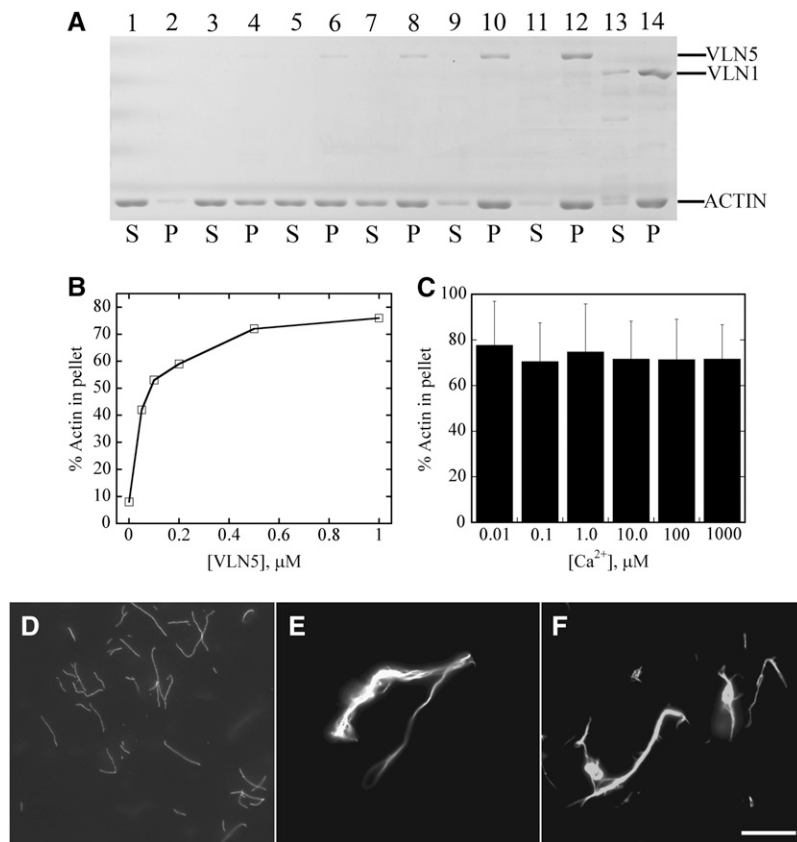 A 1 2 3 4 5 6 7 8 9 10 11 12 13 14
VLN5
VLN1
ACTIN
S P S P S P S P S P S P S P
B
80
70
60
50
40
30
20
10
0
% Actin in pellet
0 0.2 0.4 0.6 0.8 1
[VLN5], μM
C
100
80
60
40
20
0
% Actin in pellet
0.01 0.1 1.0 10.0 100 1000
[Ca²⁺], μM
D E F